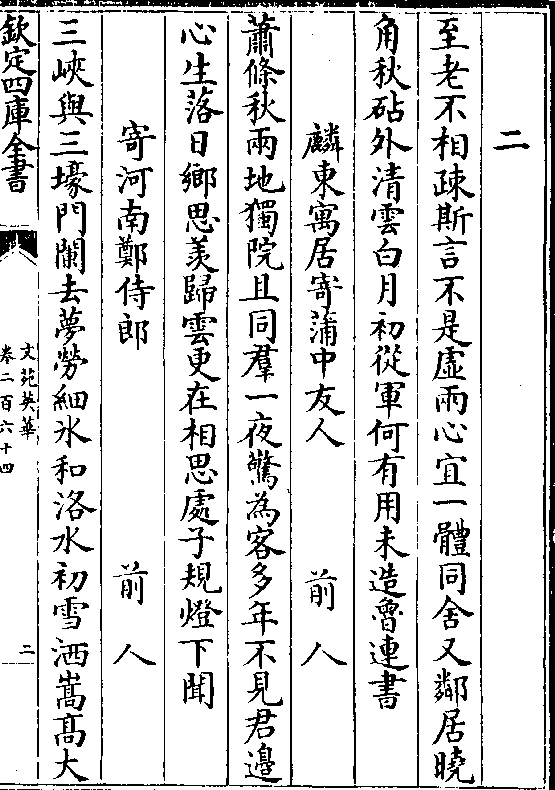 二
至老不相疎斯言不是虛兩心宜一體同舍又鄰居曉
角秋砧外清雲白月初從軍何有用未造魯連書
麟東寓居寄蒲中友人 前人
蕭條秋兩地獨院且同羣一夜驚為客多年不見君邊
心生落日鄉思羡歸雲更在相思處子規燈下聞
寄河南鄭侍郎 前人
三峽與三壕門闌去夢勞細氷和洛水初雪洒嵩髙大
欽定四庫全書
文苑英華
卷二百六十四
二